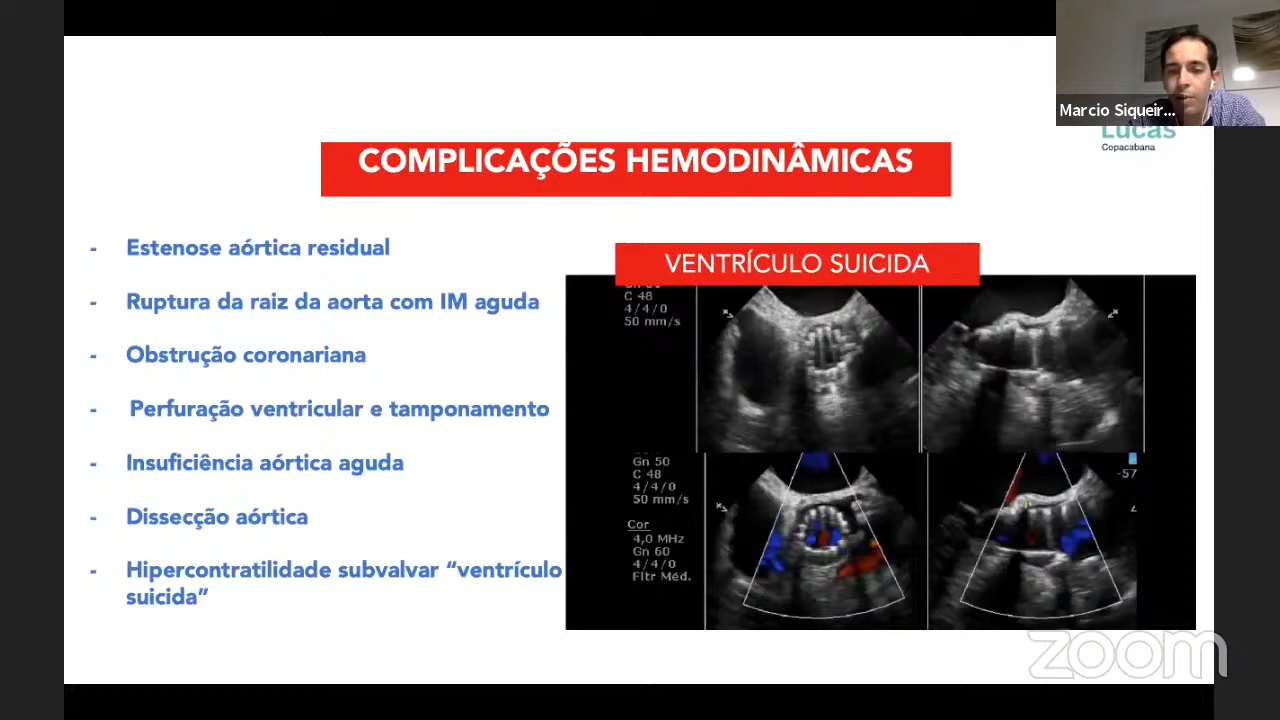 Marcio Siqueir...
Lucas
Copacabana
COMPLICAÇÕES HEMODINÂMICAS
- Estenose aórtica residual
- Ruptura da raiz da aorta com IM aguda
- Obstrução coronariana
- Perfuração ventricular e tamponamento
- Insuficiência aórtica aguda
- Dissecção aórtica
- Hipercontratilidade subvalvar “ventrículo
suicida”
VENTRÍCULO SUICIDA
C 48
4/4/0
50 mm/s
Gn 50
C 48
4/4/0
50 mm/s
-57
Cor
4,0 MHz
Gn 60
4/4/0
Fltr Méd.
zoom